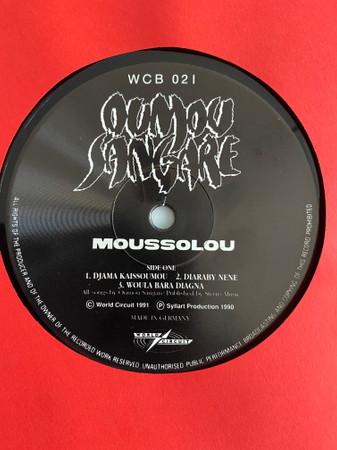 WCB 021
OUMOU
SANGARE
MOUSSOLOU
SIDE ONE
1. DJAMA KAISSOUMOU 2. DIARABY NENE
3. WOULA BARA DIAGNA
All songs by Oumou Sangare Published by Sterns Music
© World Circuit 1991 ℗ Syllart Production 1990
MADE IN GERMANY
WORLD
CIRCUIT
ALL RIGHTS OF THE PRODUCER AND OF THE OWNER OF THE RECORDED WORK RESERVED. UNAUTHORISED PUBLIC PERFORMANCE, BROADCASTING AND COPYING OF THIS RECORD PROHIBITED